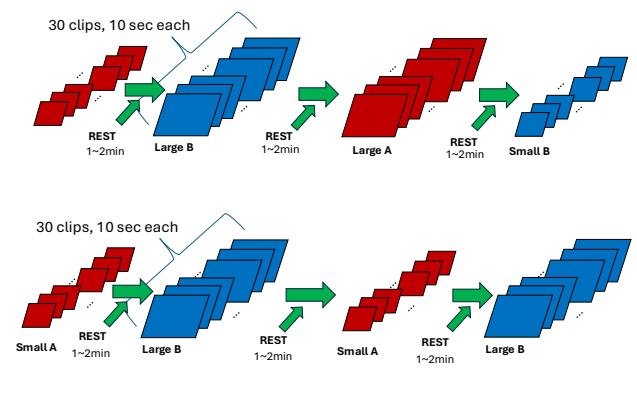 30 clips, 10 sec each
REST
1~2min
Large B
REST
1~2min
Large A
REST
1~2min
Small B
30 clips, 10 sec each
Small A
REST
1~2min
Large B
REST
1~2min
Small A
REST
1~2min
Large B